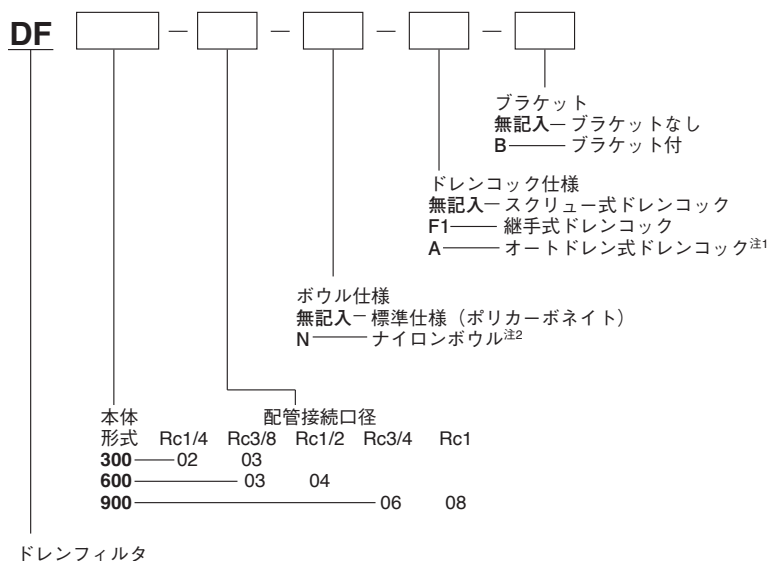 DF － － － －
ブラケット
無記入 ブラケットなし
B ブラケット付
ドレンコック仕様
無記入 スクリュー式ドレンコック
F1 継手式ドレンコック
A オートドレン式ドレンコック注1
ボウル仕様
無記入 標準仕様（ポリカーボネイト）
N ナイロンボウル注2
本体 配管接続口径
形式 Rc1/4 Rc3/8 Rc1/2 Rc3/4 Rc1
300 02 03
600 03 04
900 06 08
ドレンフィルタ